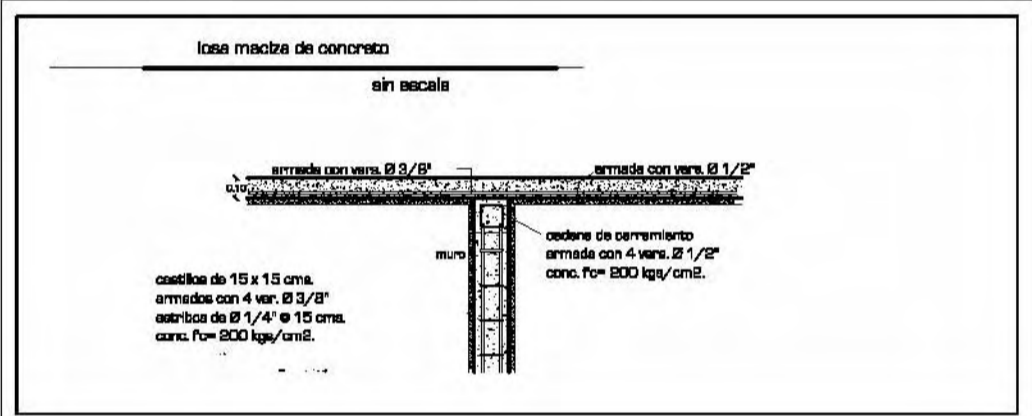 losa maciza de concreto
sin escala
armada con vars. Ø 3/8"
armada con vars. Ø 1/2"
0.10
cadena de cerramiento
armada con 4 vars. Ø 1/2"
conc. f'c= 200 kgs/cm2.
muro
castillos de 15 x 15 cms.
armados con 4 var. Ø 3/8"
estribos de Ø 1/4" @ 15 cms.
conc. f'c= 200 kgs/cm2.